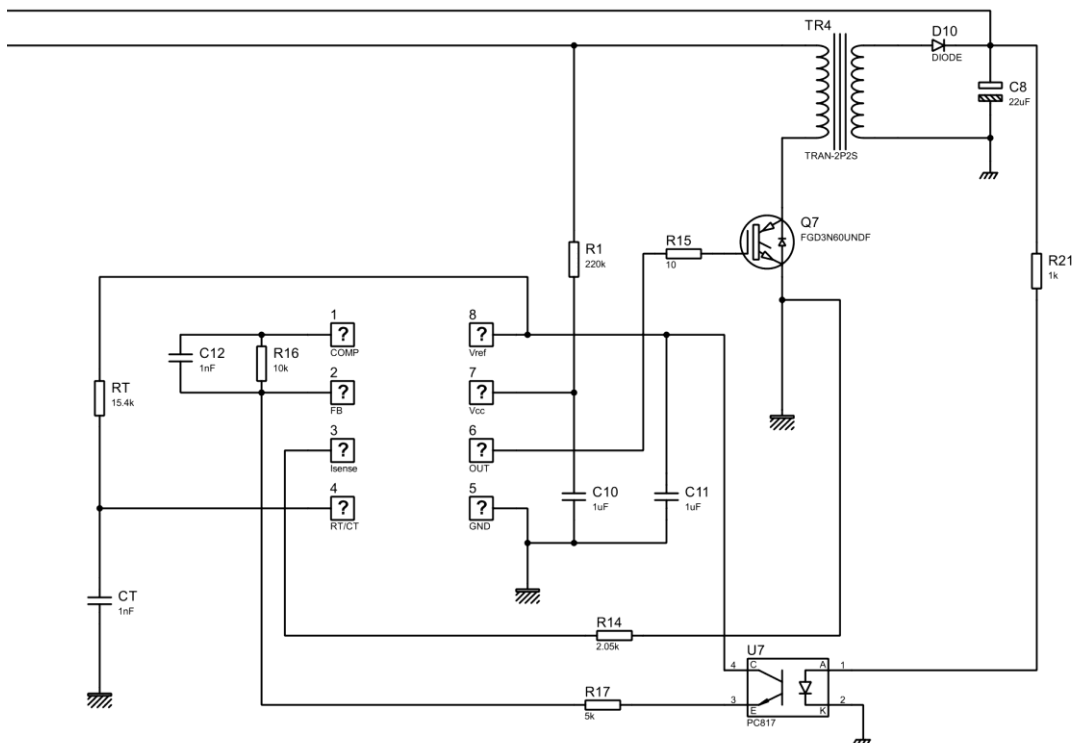 TR4
TRAN-2P2S
D10
DIODE
C8
22uF
Q7
FGD3N60UNDF
R15
10
R1
220k
R21
1k
1
?
COMP
8
?
Vref
C12
1nF
R16
10k
2
?
FB
7
?
Vcc
RT
15.4k
3
?
Isense
6
?
OUT
4
?
RT/CT
5
?
GND
C10
1uF
C11
1uF
CT
1nF
R14
2.05k
U7
4
C
A
1
3
E
K
2
PC817
R17
5k